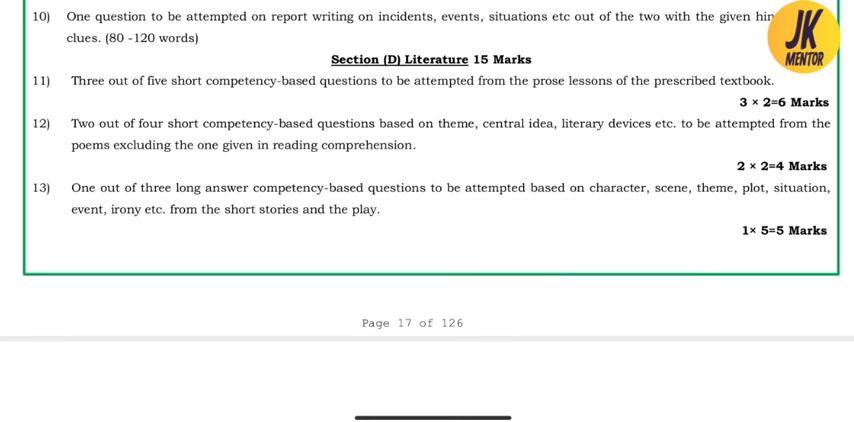 10) One question to be attempted on report writing on incidents, events, situations etc out of the two with the given
clues. (80 -120 words)
JK
MENTOR
Section (D) Literature 15 Marks
11) Three out of five short competency-based questions to be attempted from the prose lessons of the prescribed textbook.
3 × 2=6 Marks
12) Two out of four short competency-based questions based on theme, central idea, literary devices etc. to be attempted from the
poems excluding the one given in reading comprehension.
2 × 2=4 Marks
13) One out of three long answer competency-based questions to be attempted based on character, scene, theme, plot, situation,
event, irony etc. from the short stories and the play.
1× 5=5 Marks
Page 17 of 126